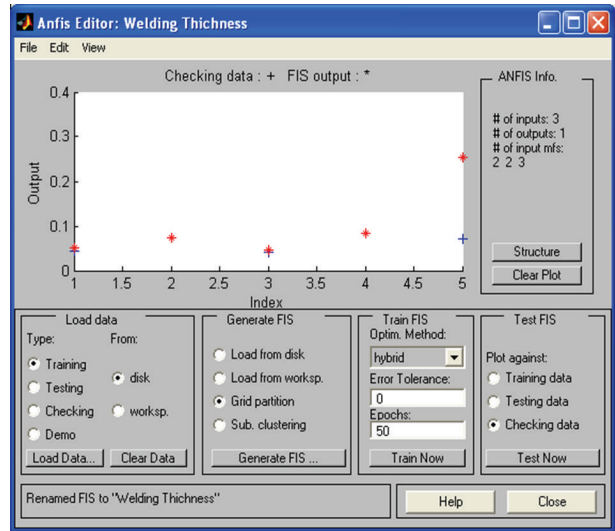 Anfis Editor: Welding Thichness
File Edit View
Checking data : + FIS output : *
0.4
0.3
0.2
0.1
0
Output
1 1.5 2 2.5 3 3.5 4 4.5 5
Index
ANFIS Info.
# of inputs: 3
# of outputs: 1
# of input mfs:
2 2 3
Structure
Clear Plot
Load data
Type: From:
Training
Testing
Checking
Demo
disk
worksp.
Load Data... Clear Data
Generate FIS
Load from disk
Load from worksp.
Grid partition
Sub. clustering
Generate FIS ...
Train FIS
Optim. Method:
hybrid
Error Tolerance:
0
Epochs:
50
Train Now
Test FIS
Plot against:
Training data
Testing data
Checking data
Test Now
Renamed FIS to "Welding Thichness"
Help Close